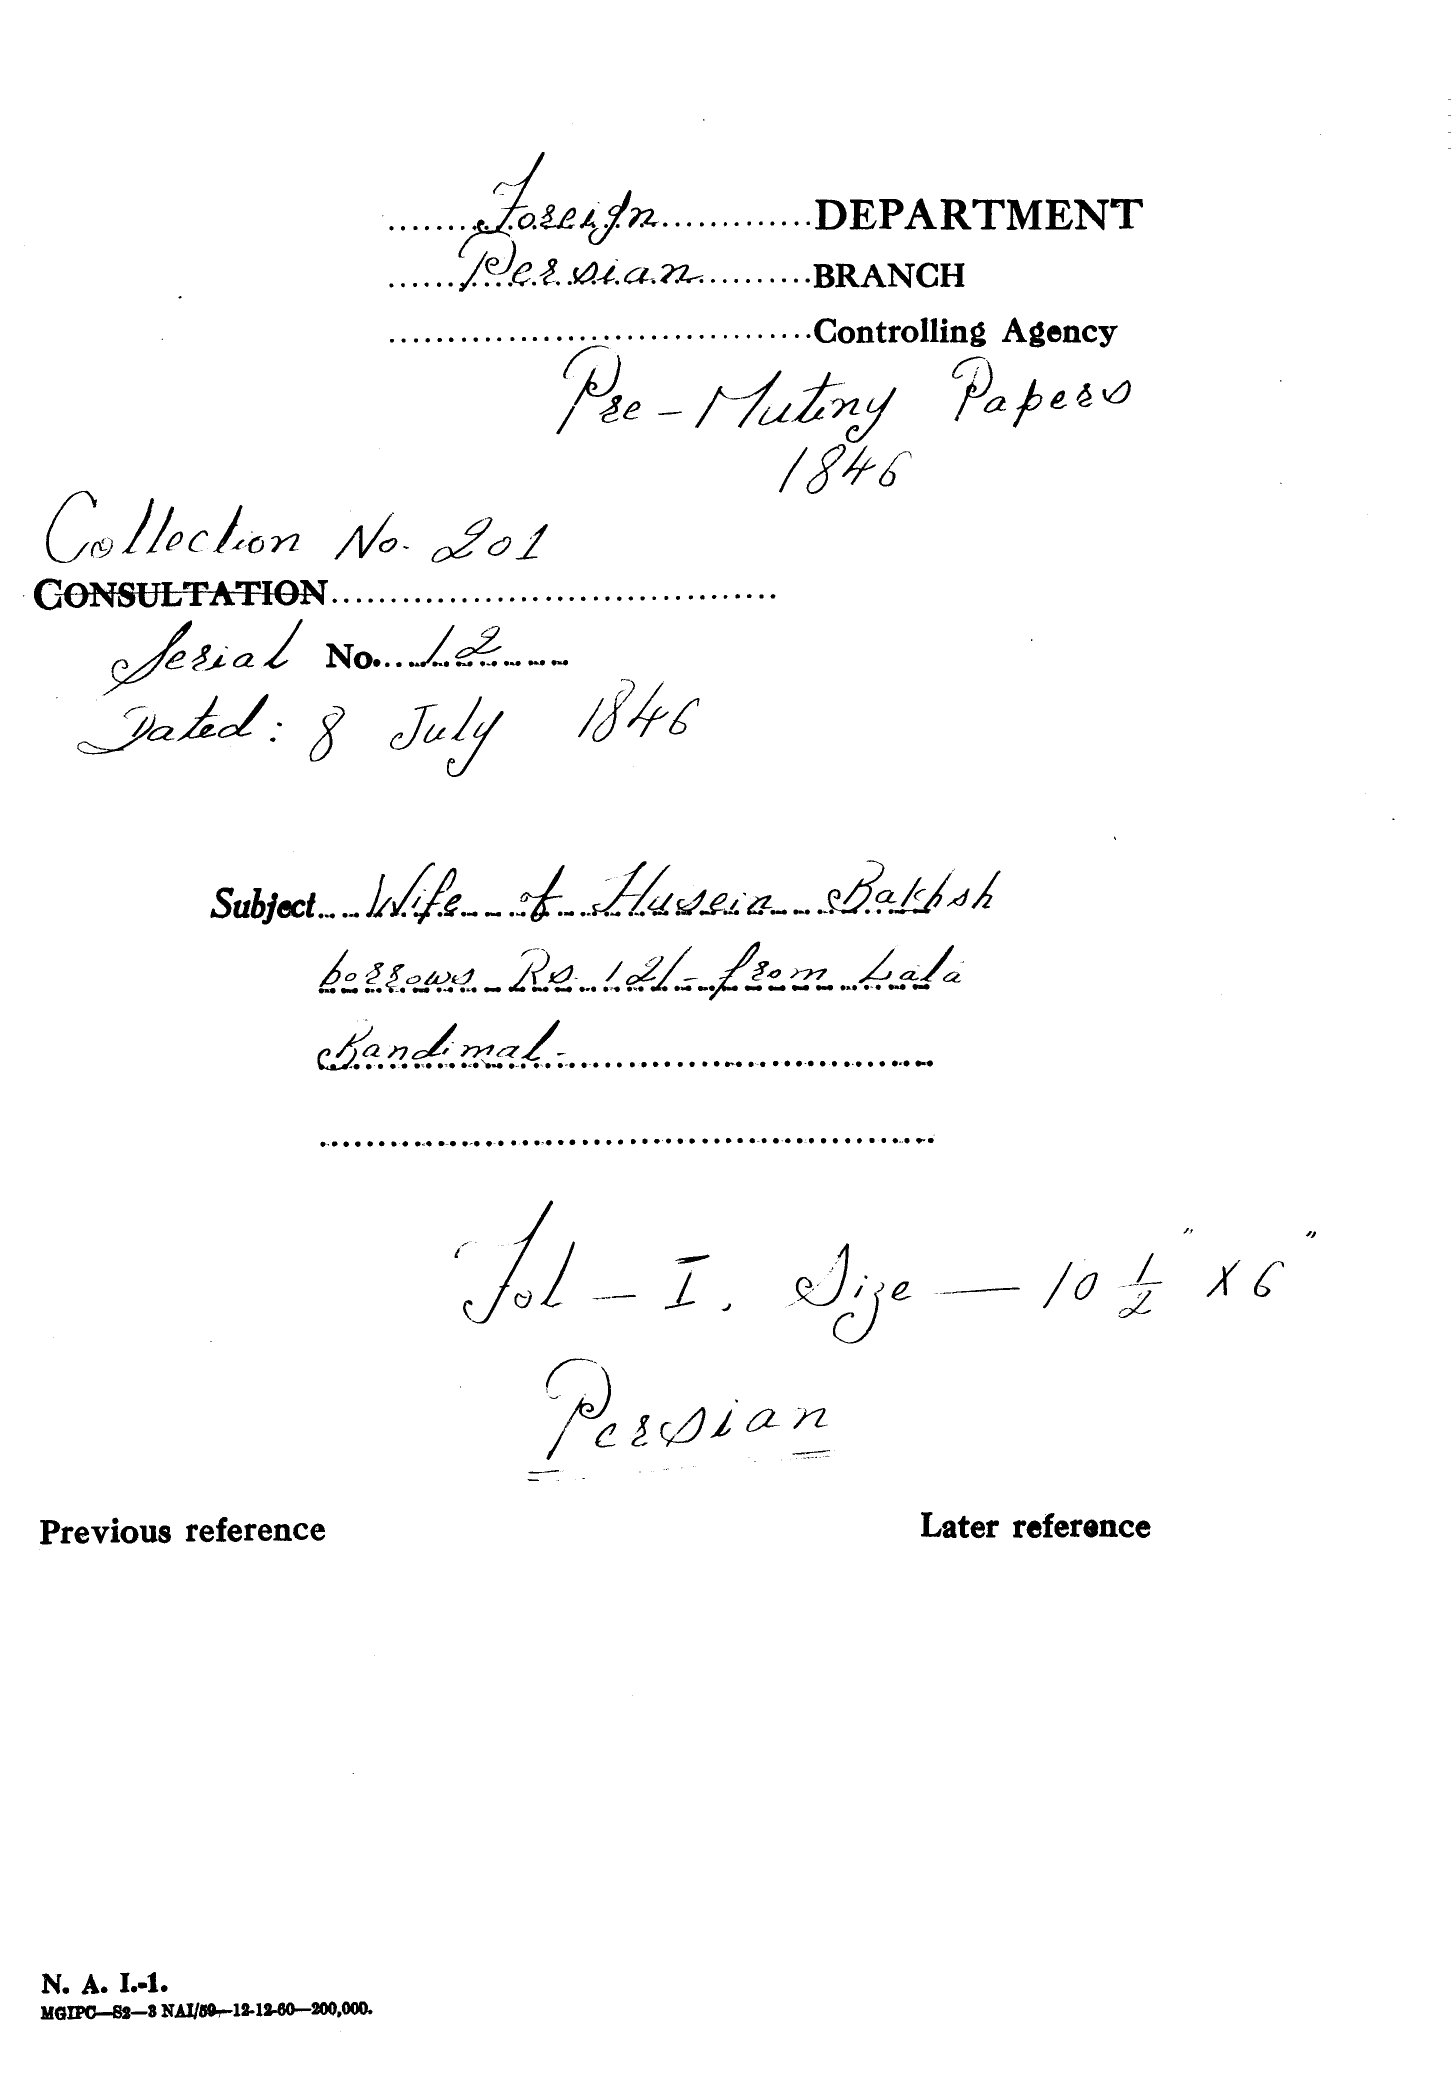 Foreign DEPARTMENT
Persian BRANCH
Controlling Agency
Pre-Mutiny Papers
1846
Collection No. 201
CONSULTATION
Serial No. 12
Dated: 8 July 1846
Subject Wife of Husein Bakhsh
borrows Rs 12/- from Lala
Bandimal-
Fol - I. Size — 10 1/2" X 6"
Persian
Previous reference Later reference
N. A. I.-1.
MGIPC—S2—3 NAI/59—12-12-60—200,000.